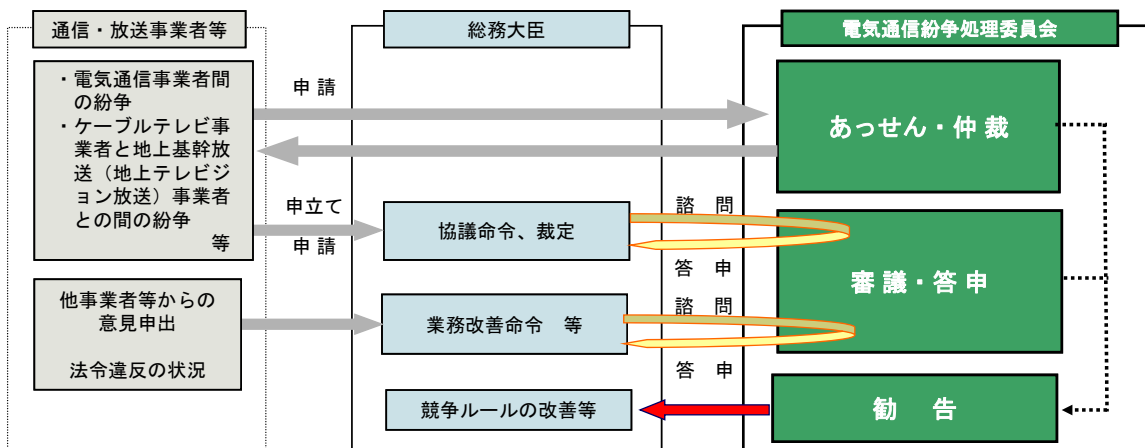 通信・放送事業者等
総務大臣
電気通信紛争処理委員会
・電気通信事業者間
の紛争
・ケーブルテレビ事
業者と地上基幹放
送（地上テレビジ
ョン放送）事業者
との間の紛争
等
申請
あっせん・仲裁
申立て
申請
協議命令、裁定
諮問
答申
審議・答申
他事業者等からの
意見申出
法令違反の状況
業務改善命令　等
諮問
答申
競争ルールの改善等
勧　告